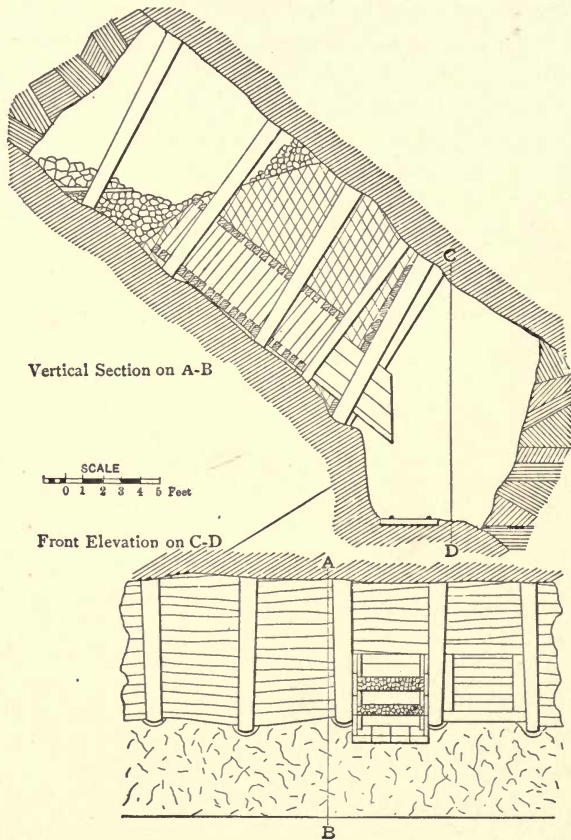 C
Vertical Section on A-B
SCALE
0 1 2 3 4 5 Feet
Front Elevation on C-D
D
A
B